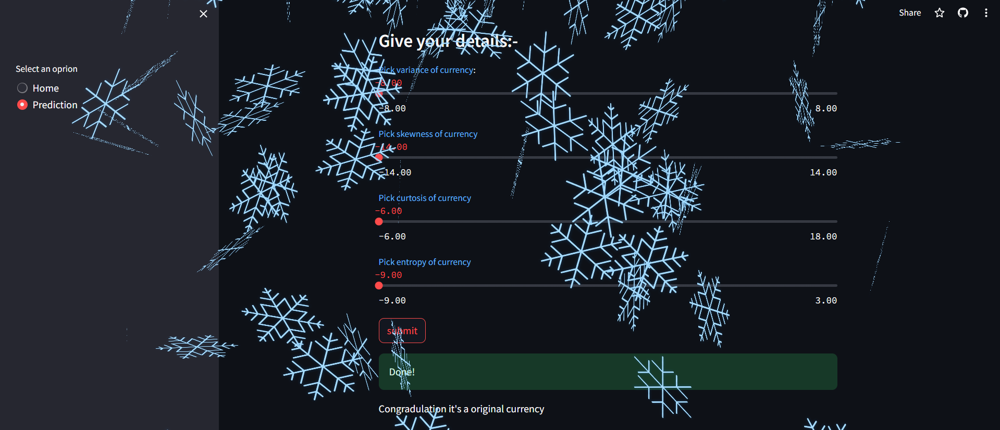 Share
Select an oprion
Home
Prediction
Give your details:-
Pick variance of currency:
-8.00
-8.00 8.00
Pick skewness of currency
-14.00
-14.00 14.00
Pick curtosis of currency
-6.00
-6.00 18.00
Pick entropy of currency
-9.00
-9.00 3.00
submit
Done!
Congradulation it's a original currency